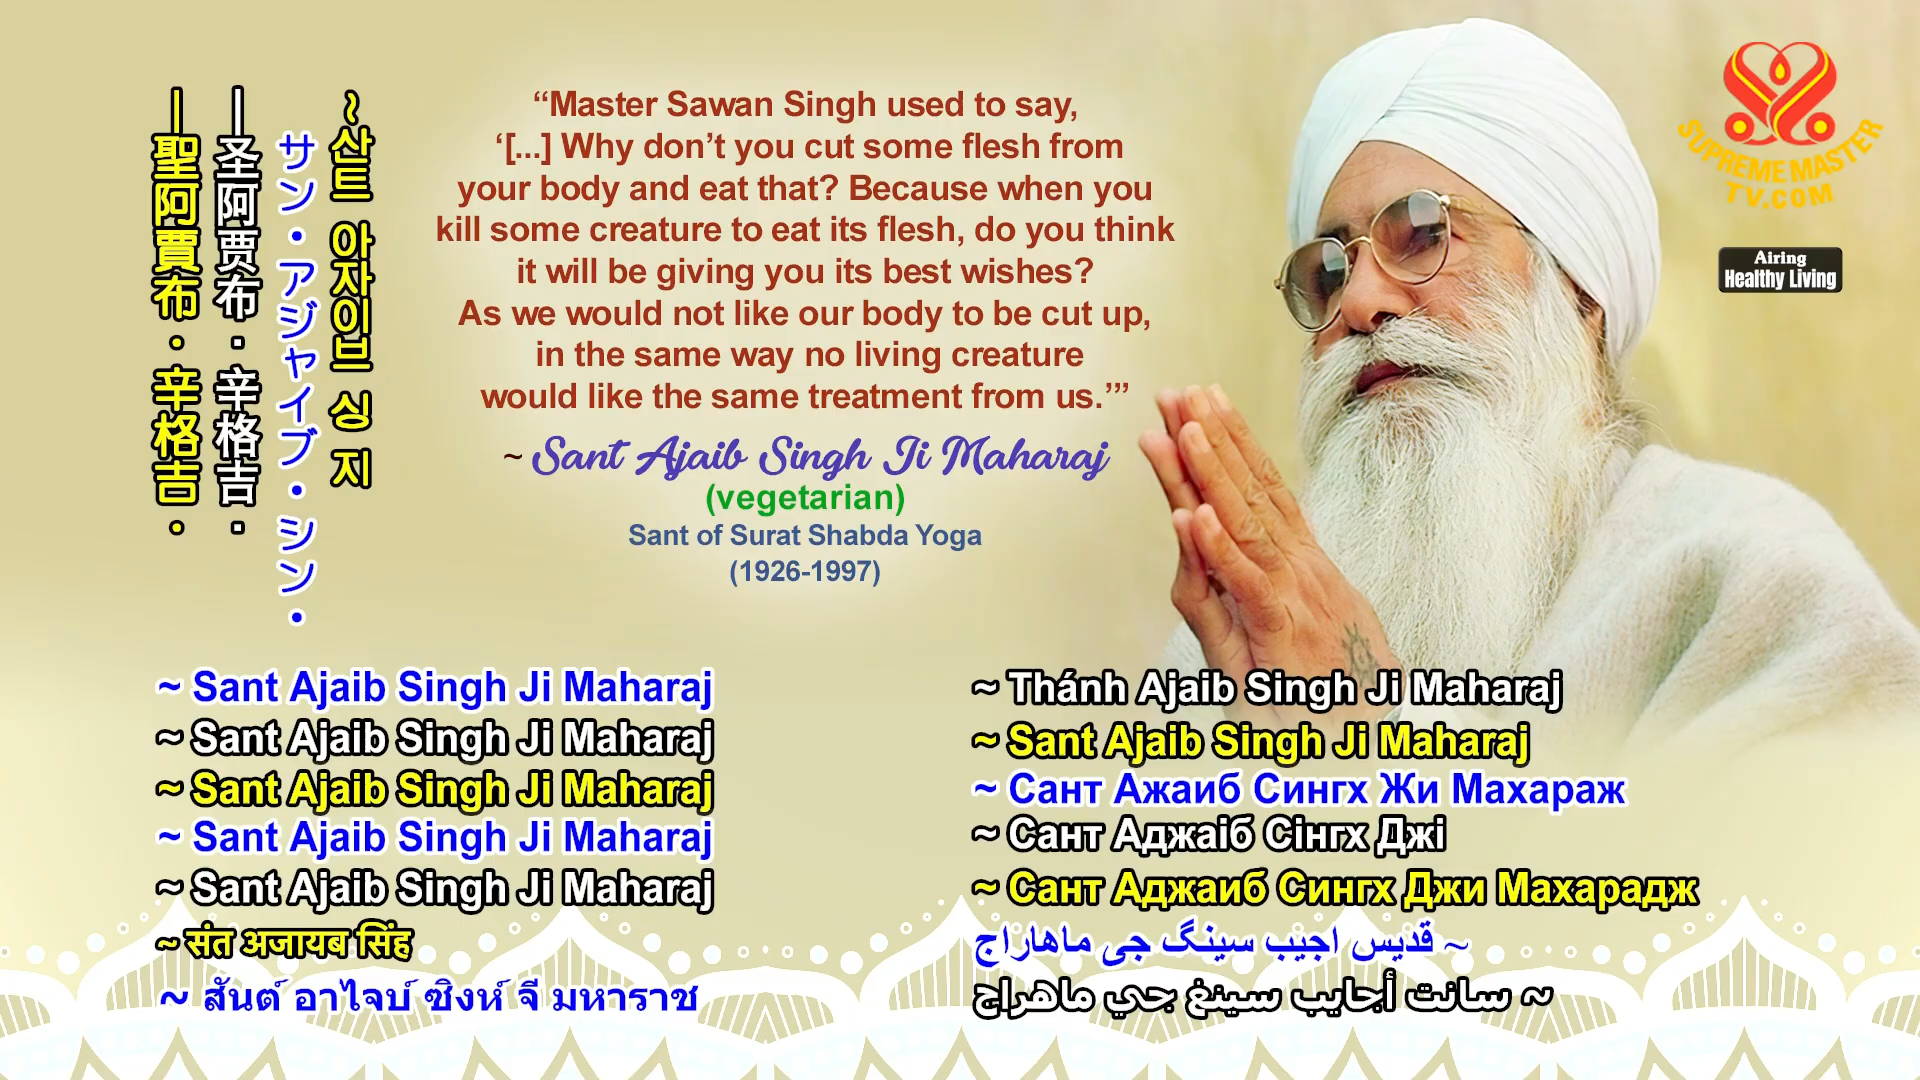 “Master Sawan Singh used to say,
‘[...] Why don’t you cut some flesh from
your body and eat that? Because when you
kill some creature to eat its flesh, do you think
it will be giving you its best wishes?
As we would not like our body to be cut up,
in the same way no living creature
would like the same treatment from us.’”
~ Sant Ajaib Singh Ji Maharaj
(vegetarian)
Sant of Surat Shabda Yoga
(1926-1997)
~산트 아자이브 싱 지
サン・アジャイブ・シン・
—圣阿贾布·辛格吉·
—聖阿賈布·辛格吉·
SUPREME MASTER
TV.COM
Airing
Healthy Living
~ Sant Ajaib Singh Ji Maharaj
~ Sant Ajaib Singh Ji Maharaj
~ Sant Ajaib Singh Ji Maharaj
~ Sant Ajaib Singh Ji Maharaj
~ Sant Ajaib Singh Ji Maharaj
~ संत अजायब सिंह
~ สันต์ อาไจบ์ ซิงห์ จี มหาราช
~ Thánh Ajaib Singh Ji Maharaj
~ Sant Ajaib Singh Ji Maharaj
~ Сант Ажаиб Сингх Жи Махараж
~ Сант Аджаіб Сінгх Джі
~ Сант Аджаиб Сингх Джи Махарадж
~ قدیس اجیب سینگ جی ماهاراج
~ سانت أجايب سينغ جي ماهراج